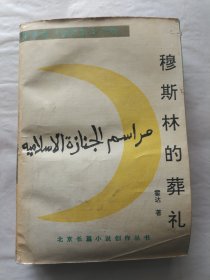 穆斯林的葬礼
مراسم الجنازة الاسلاميه
霍达 著
北京长篇小说创作丛书